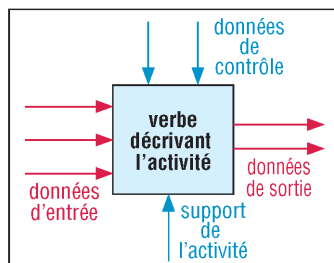 données
de
contrôle
verbe
décrivant
l'activité
données
d'entrée
données
de sortie
support
de
l'activité